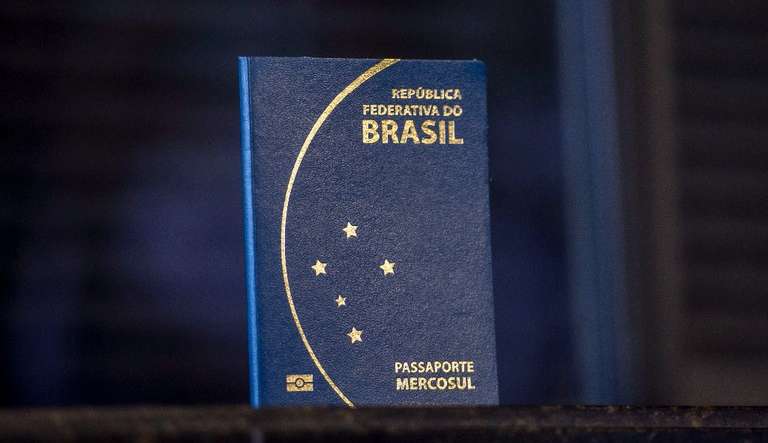 REPÚBLICA
FEDERATIVA DO
BRASIL
PASSAPORTE
MERCOSUL